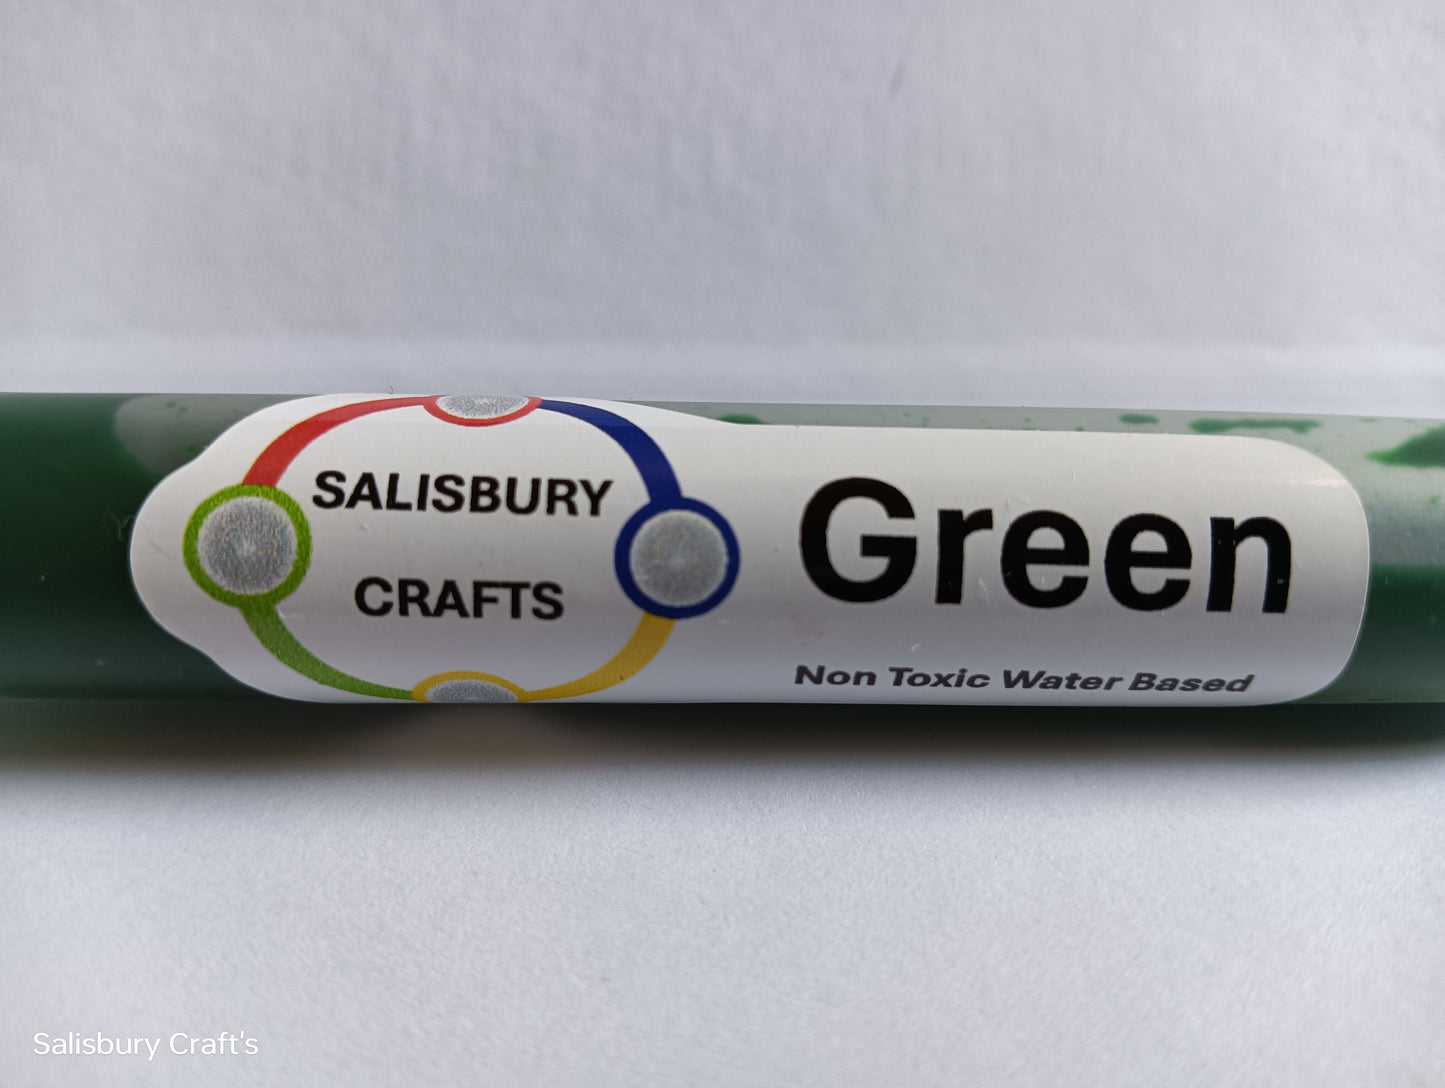 SALISBURY
CRAFTS
Green
Non Toxic Water Based
Salisbury Craft's